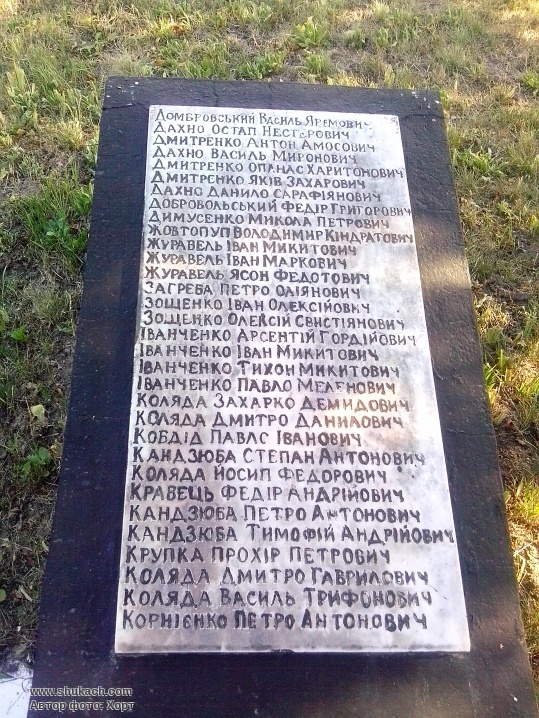 Домбровський Василь Яремович
Дахно Остап Нестерович
Дмитренко Антон Амосович
Дахно Василь Миронович
Дмитренко Опанас Харитонович
Дмитренко Яків Захарович
Дахно Данило Сарафіянович
Добровольський Федір Григорович
Димусенко Микола Петрович
Жовтопуп Володимир Кіндратович
Журавель Іван Микитович
Журавель Іван Маркович
Журавель Ясон Федотович
Загреба Петро Оліянович
Зощенко Іван Олексійович
Зощенко Олексій Свистіянович
Іванченко Арсентій Гордійович
Іванченко Іван Микитович
Іванченко Тихон Микитович
Іванченко Павло Меленович
Коляда Захарко Демидович
Коляда Дмитро Данилович
Кобдід Павло Іванович
Кандзюба Степан Антонович
Коляда Йосип Федорович
Кравець Федір Андрійович
Кандзюба Петро Антонович
Кандзюба Тимофій Андрійович
Крупка Прохір Петрович
Коляда Дмитро Гаврилович
Коляда Василь Трифонович
Корнієнко Петро Антонович
www.shukach.com
Автор фото: Хорт